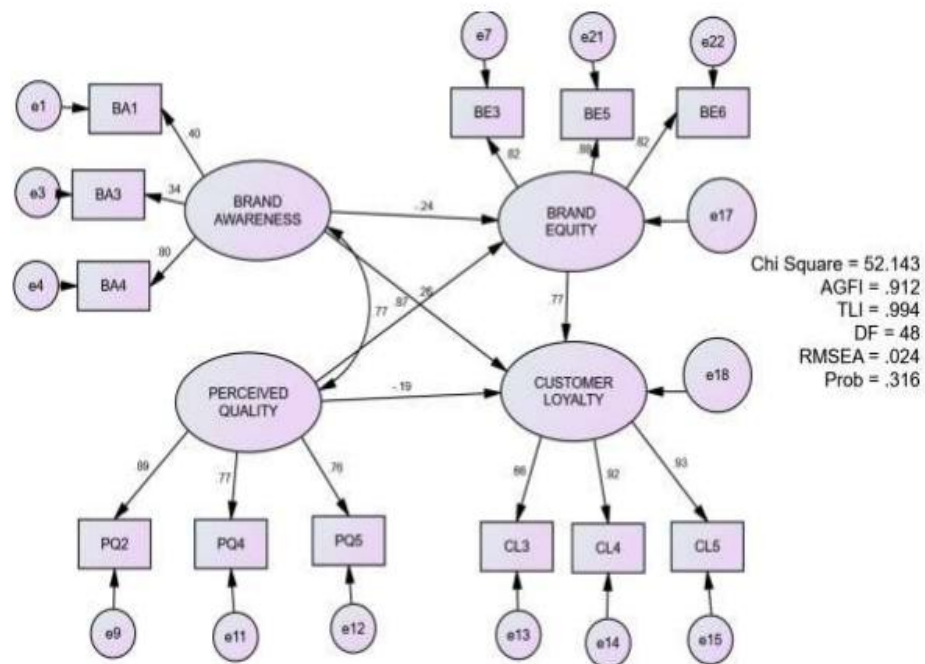 e7
e21
e22
e1
BA1
BE3
BE5
BE6
.40
.82
.88
.82
e3
BA3
.34
BRAND
AWARENESS
-.24
BRAND
EQUITY
e17
e4
BA4
.80
Chi Square = 52.143
AGFI = .912
TLI = .994
DF = 48
RMSEA = .024
Prob = .316
.77
.87
.26
.77
PERCEIVED
QUALITY
-.19
CUSTOMER
LOYALTY
e18
.89
.77
.76
.66
.92
.93
PQ2
PQ4
PQ5
CL3
CL4
CL5
e9
e11
e12
e13
e14
e15